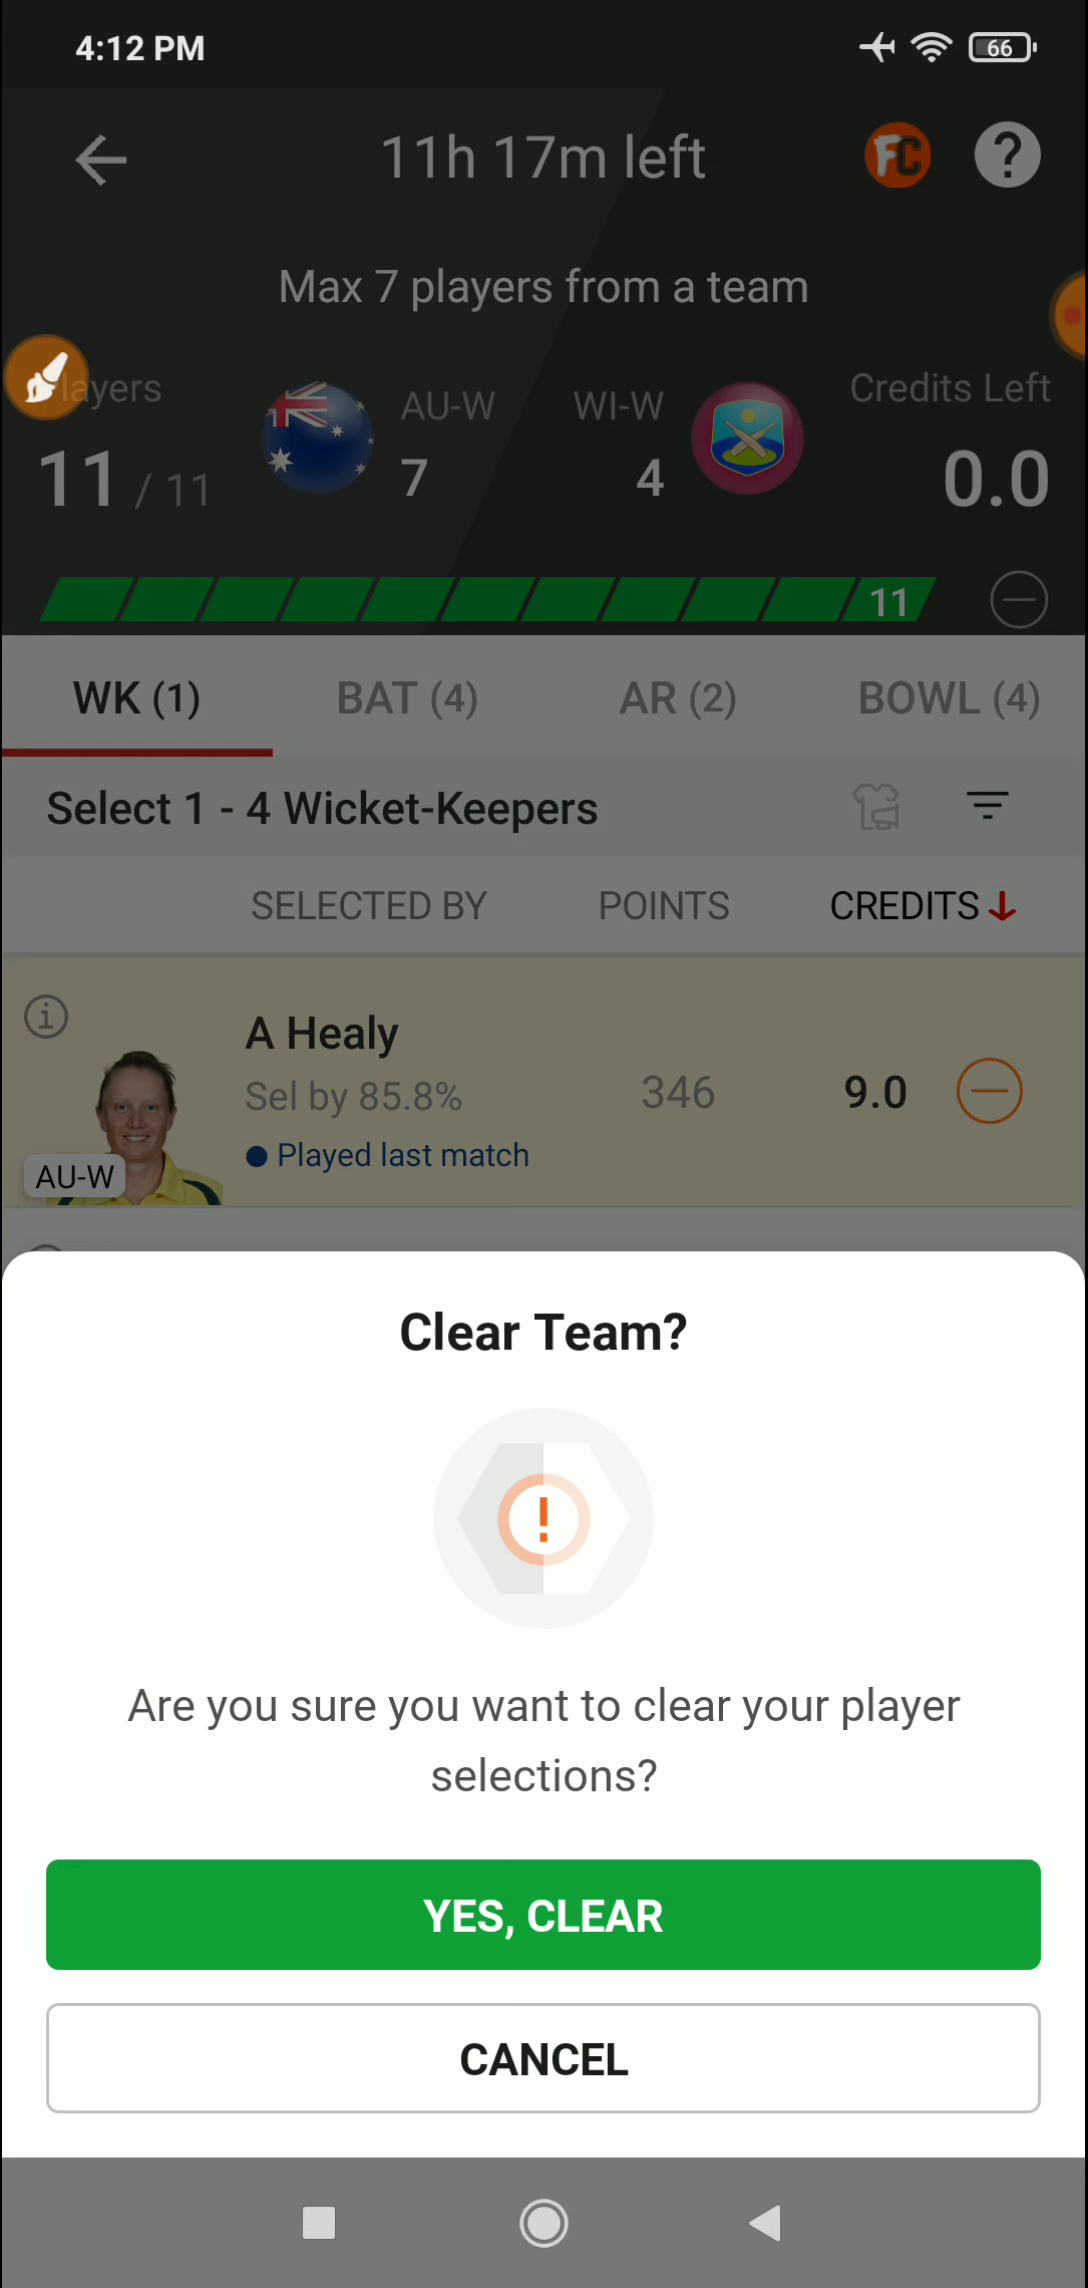 4:12 PM
66
11h 17m left
FC
?
Max 7 players from a team
layers
AU-W
WI-W
Credits Left
11 / 11
7
4
0.0
11
WK (1)
BAT (4)
AR (2)
BOWL (4)
Select 1 - 4 Wicket-Keepers
SELECTED BY
POINTS
CREDITS
i
A Healy
Sel by 85.8%
346
9.0
Played last match
AU-W
Clear Team?
!
Are you sure you want to clear your player
selections?
YES, CLEAR
CANCEL